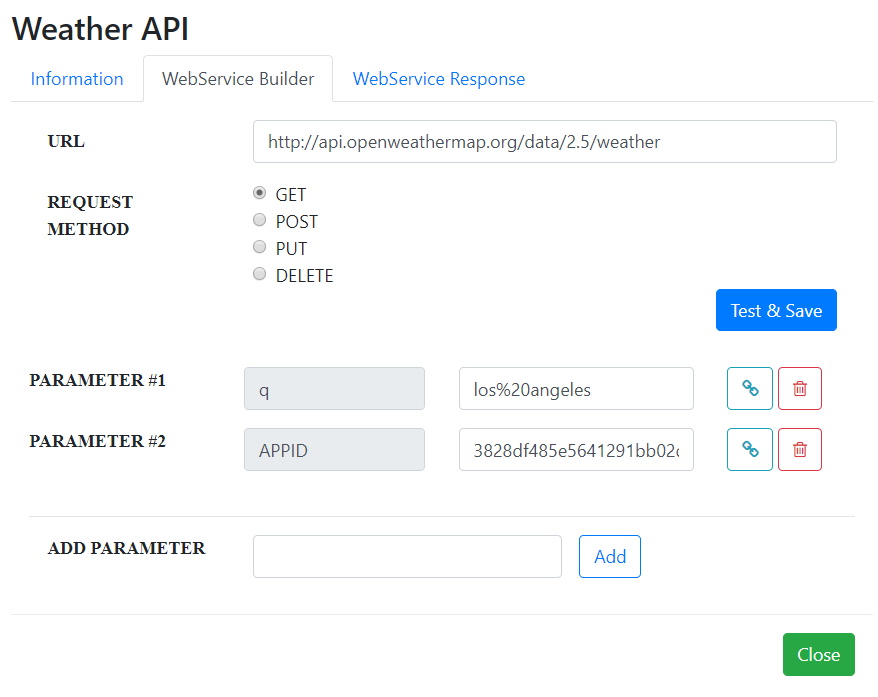 Weather API
Information WebService Builder WebService Response
URL http://api.openweathermap.org/data/2.5/weather
REQUEST METHOD
GET
POST
PUT
DELETE
Test & Save
PARAMETER #1 q los%20angeles
PARAMETER #2 APPID 3828df485e5641291bb02
ADD PARAMETER Add
Close